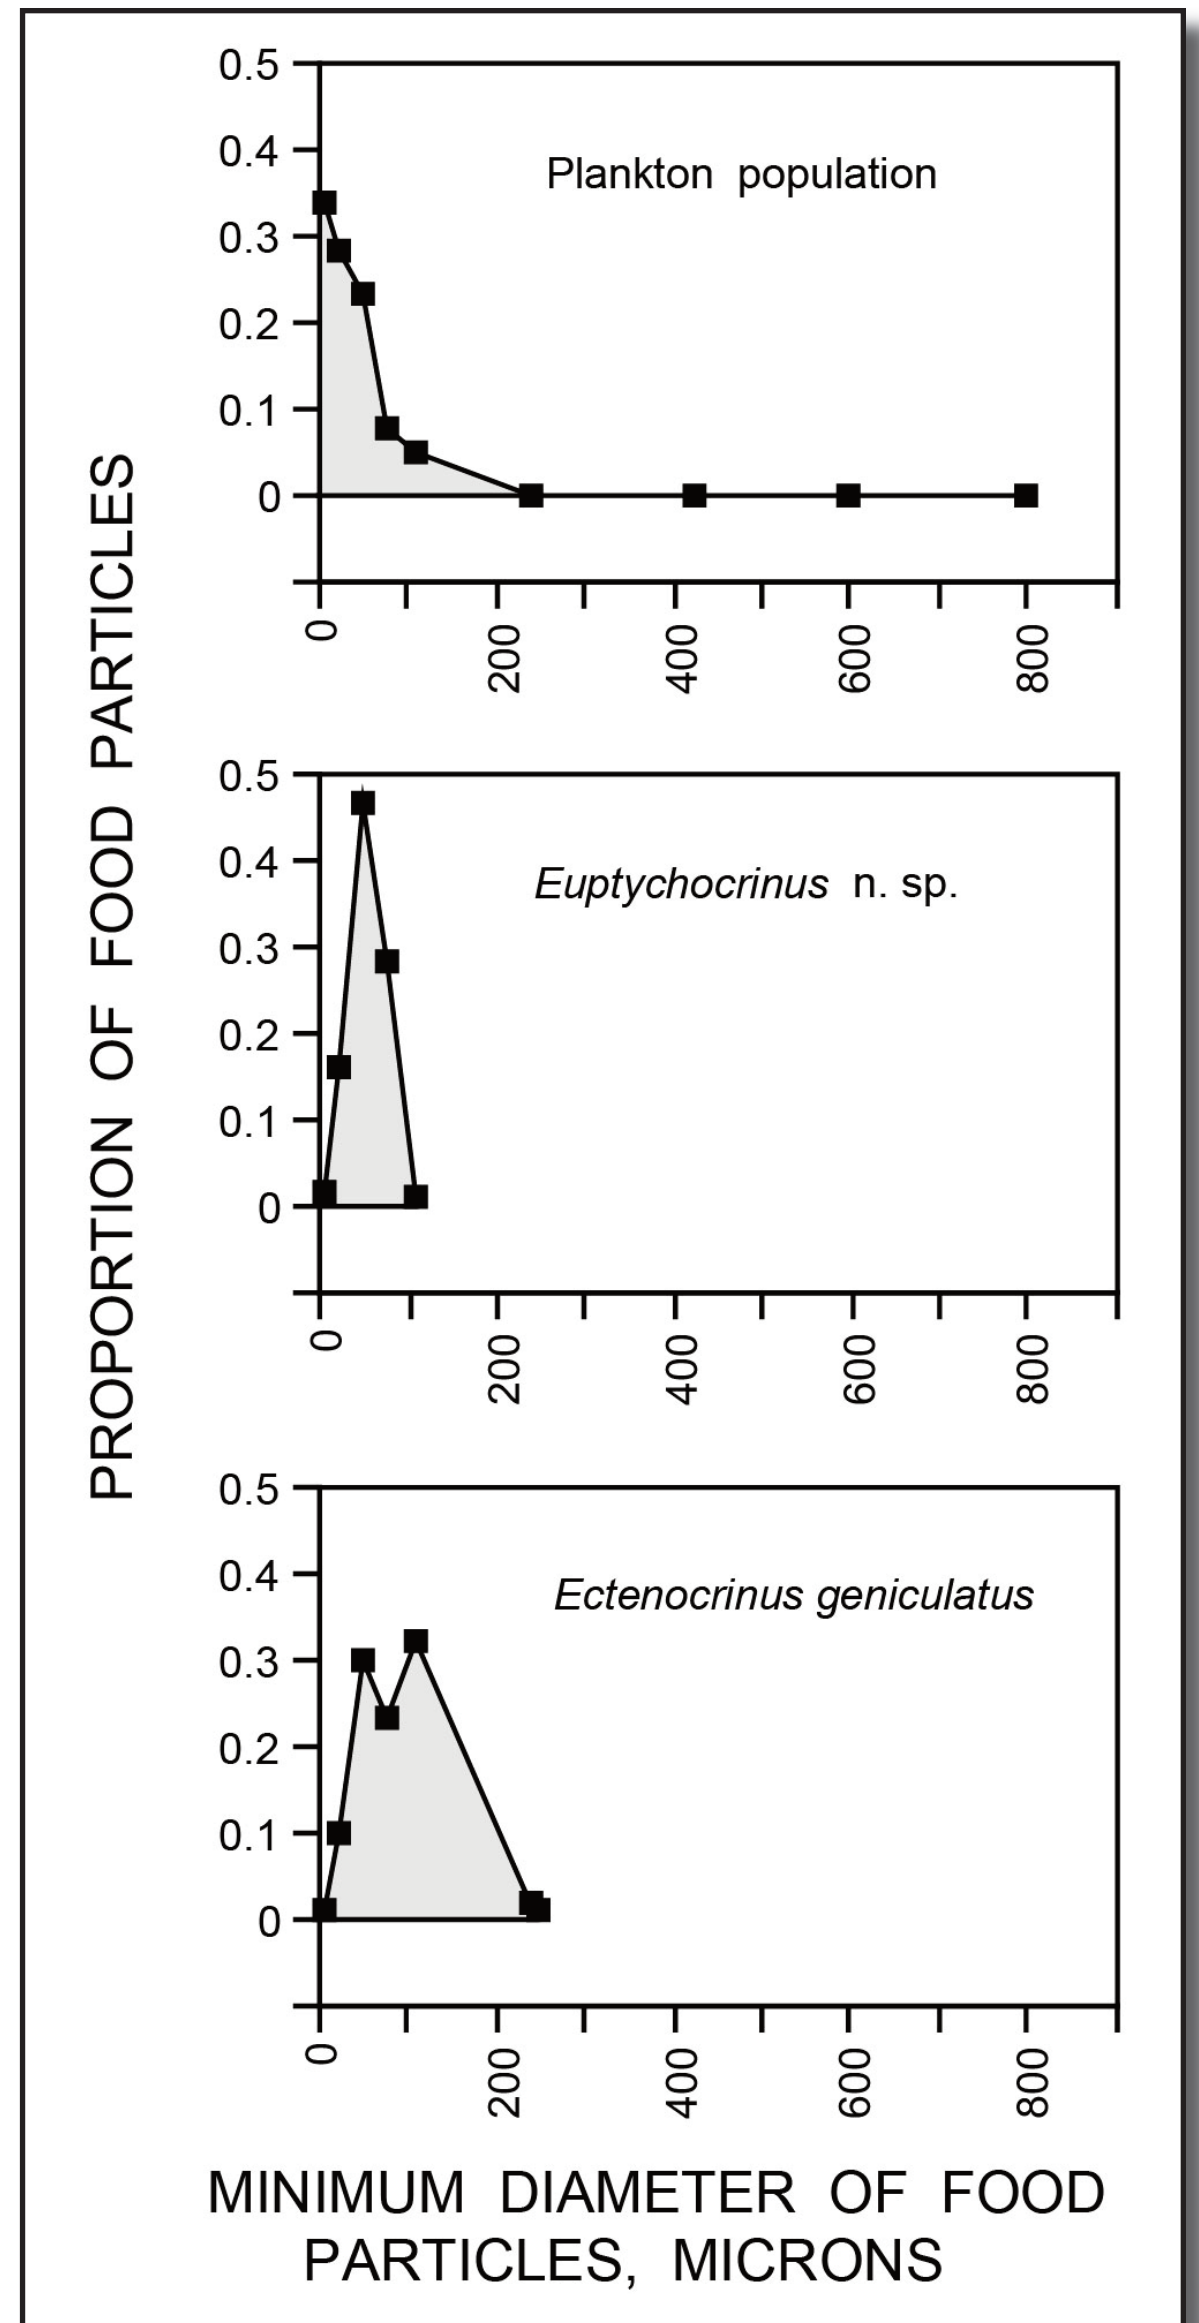 PROPORTION OF FOOD PARTICLES
0.5
0.4
0.3
0.2
0.1
0
Plankton population
0 200 400 600 800
0.5
0.4
0.3
0.2
0.1
0
Euptychocrinus n. sp.
0 200 400 600 800
0.5
0.4
0.3
0.2
0.1
0
Ectenocrinus geniculatus
0 200 400 600 800
MINIMUM DIAMETER OF FOOD
PARTICLES, MICRONS